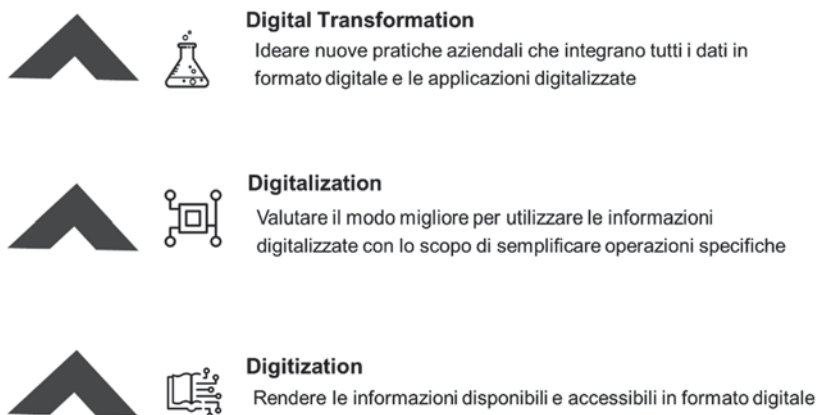 Digital Transformation
Ideare nuove pratiche aziendali che integrano tutti i dati in
formato digitale e le applicazioni digitalizzate
Digitalization
Valutare il modo migliore per utilizzare le informazioni
digitalizzate con lo scopo di semplificare operazioni specifiche
Digitization
Rendere le informazioni disponibili e accessibili in formato digitale